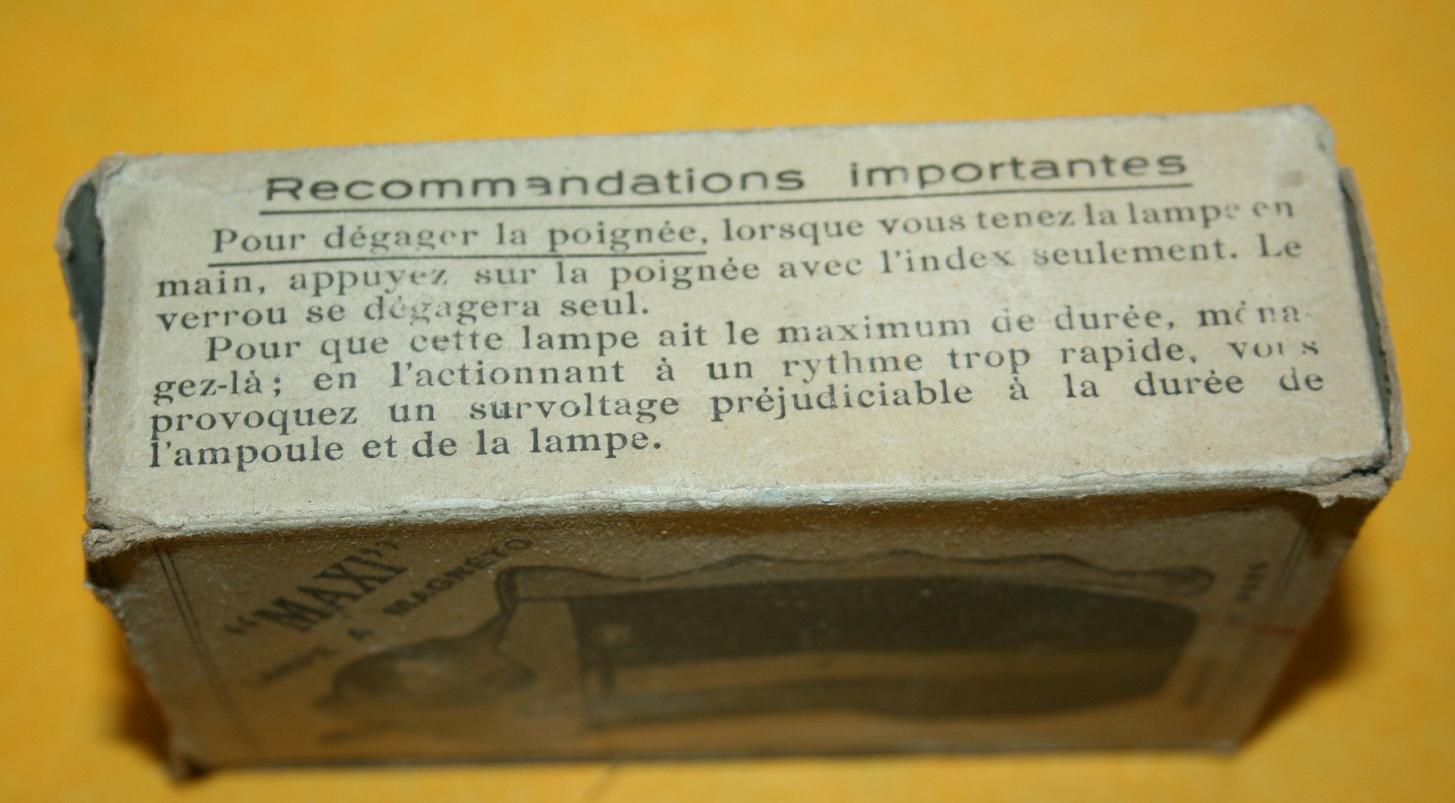 Recommandations importantes
Pour dégager la poignée, lorsque vous tenez la lampe en
main, appuyez sur la poignée avec l'index seulement. Le
verrou se dégagera seul.
Pour que cette lampe ait le maximum de durée, ména-
gez-là; en l'actionnant à un rythme trop rapide, vous
provoquez un survoltage préjudiciable à la durée de
l'ampoule et de la lampe.
"MAXI"
LAMPE A MAGNÉTO